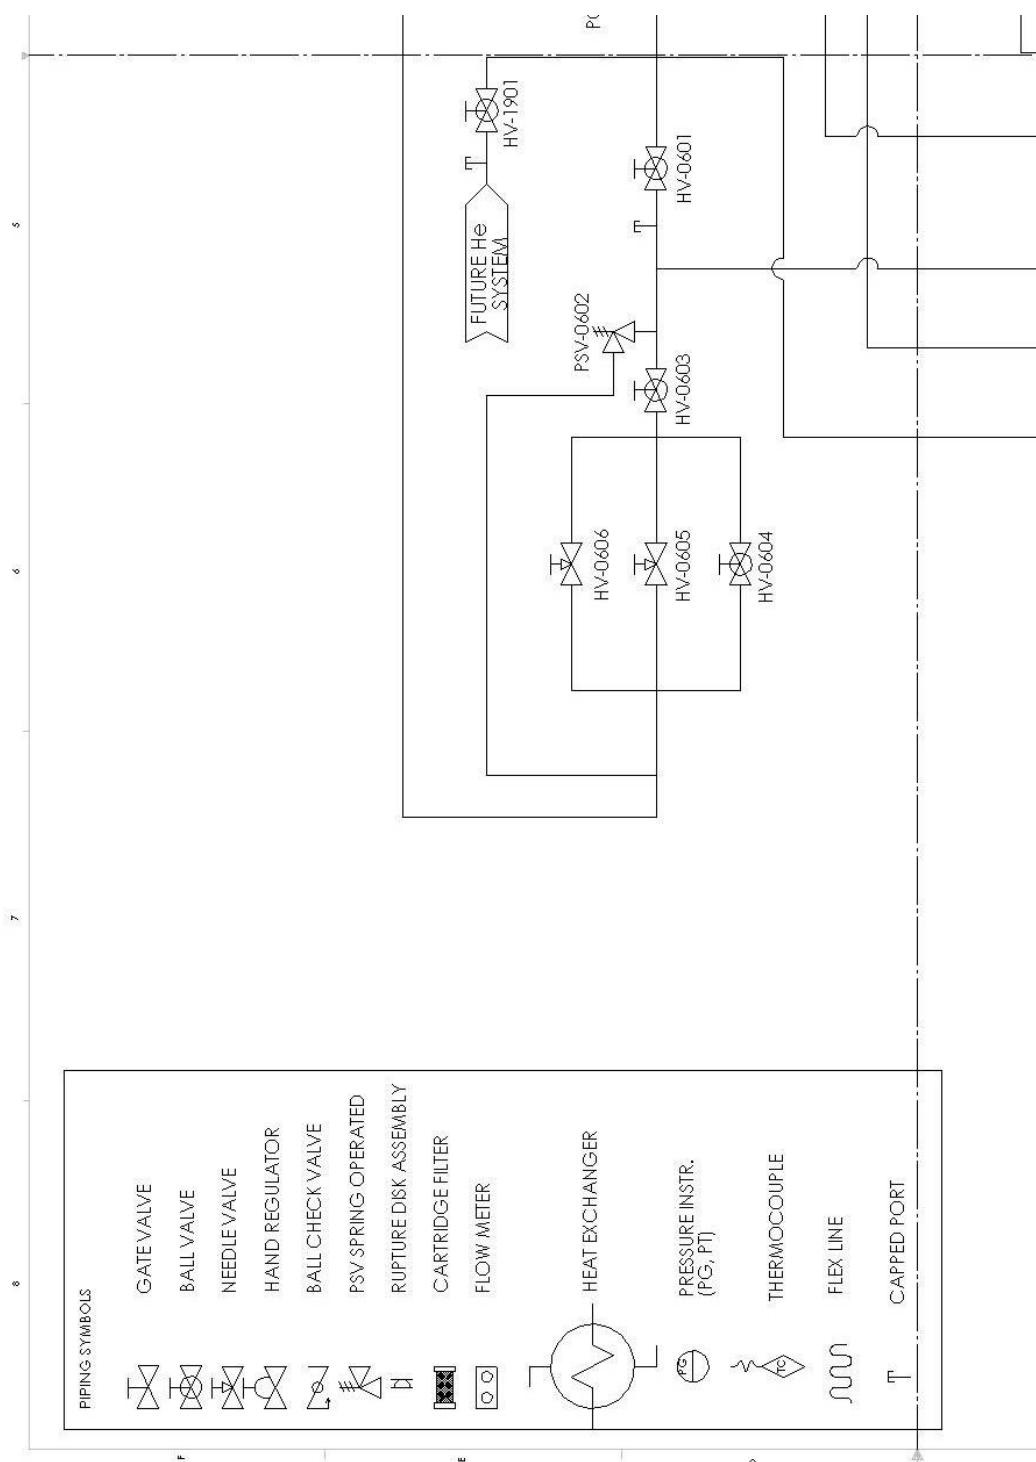 PIPING SYMBOLS
GATE VALVE
BALL VALVE
NEEDLE VALVE
HAND REGULATOR
BALL CHECK VALVE
PSV SPRING OPERATED
RUPTURE DISK ASSEMBLY
CARTRIDGE FILTER
FLOW METER
HEAT EXCHANGER
PG
PRESSURE INSTR.
(PG, PT)
TC
THERMOCOUPLE
FLEX LINE
CAPPED PORT
8
7
6
5
F
E
FUTURE He
SYSTEM
HV-1901
PSV-0602
HV-0601
HV-0603
HV-0606
HV-0605
HV-0604